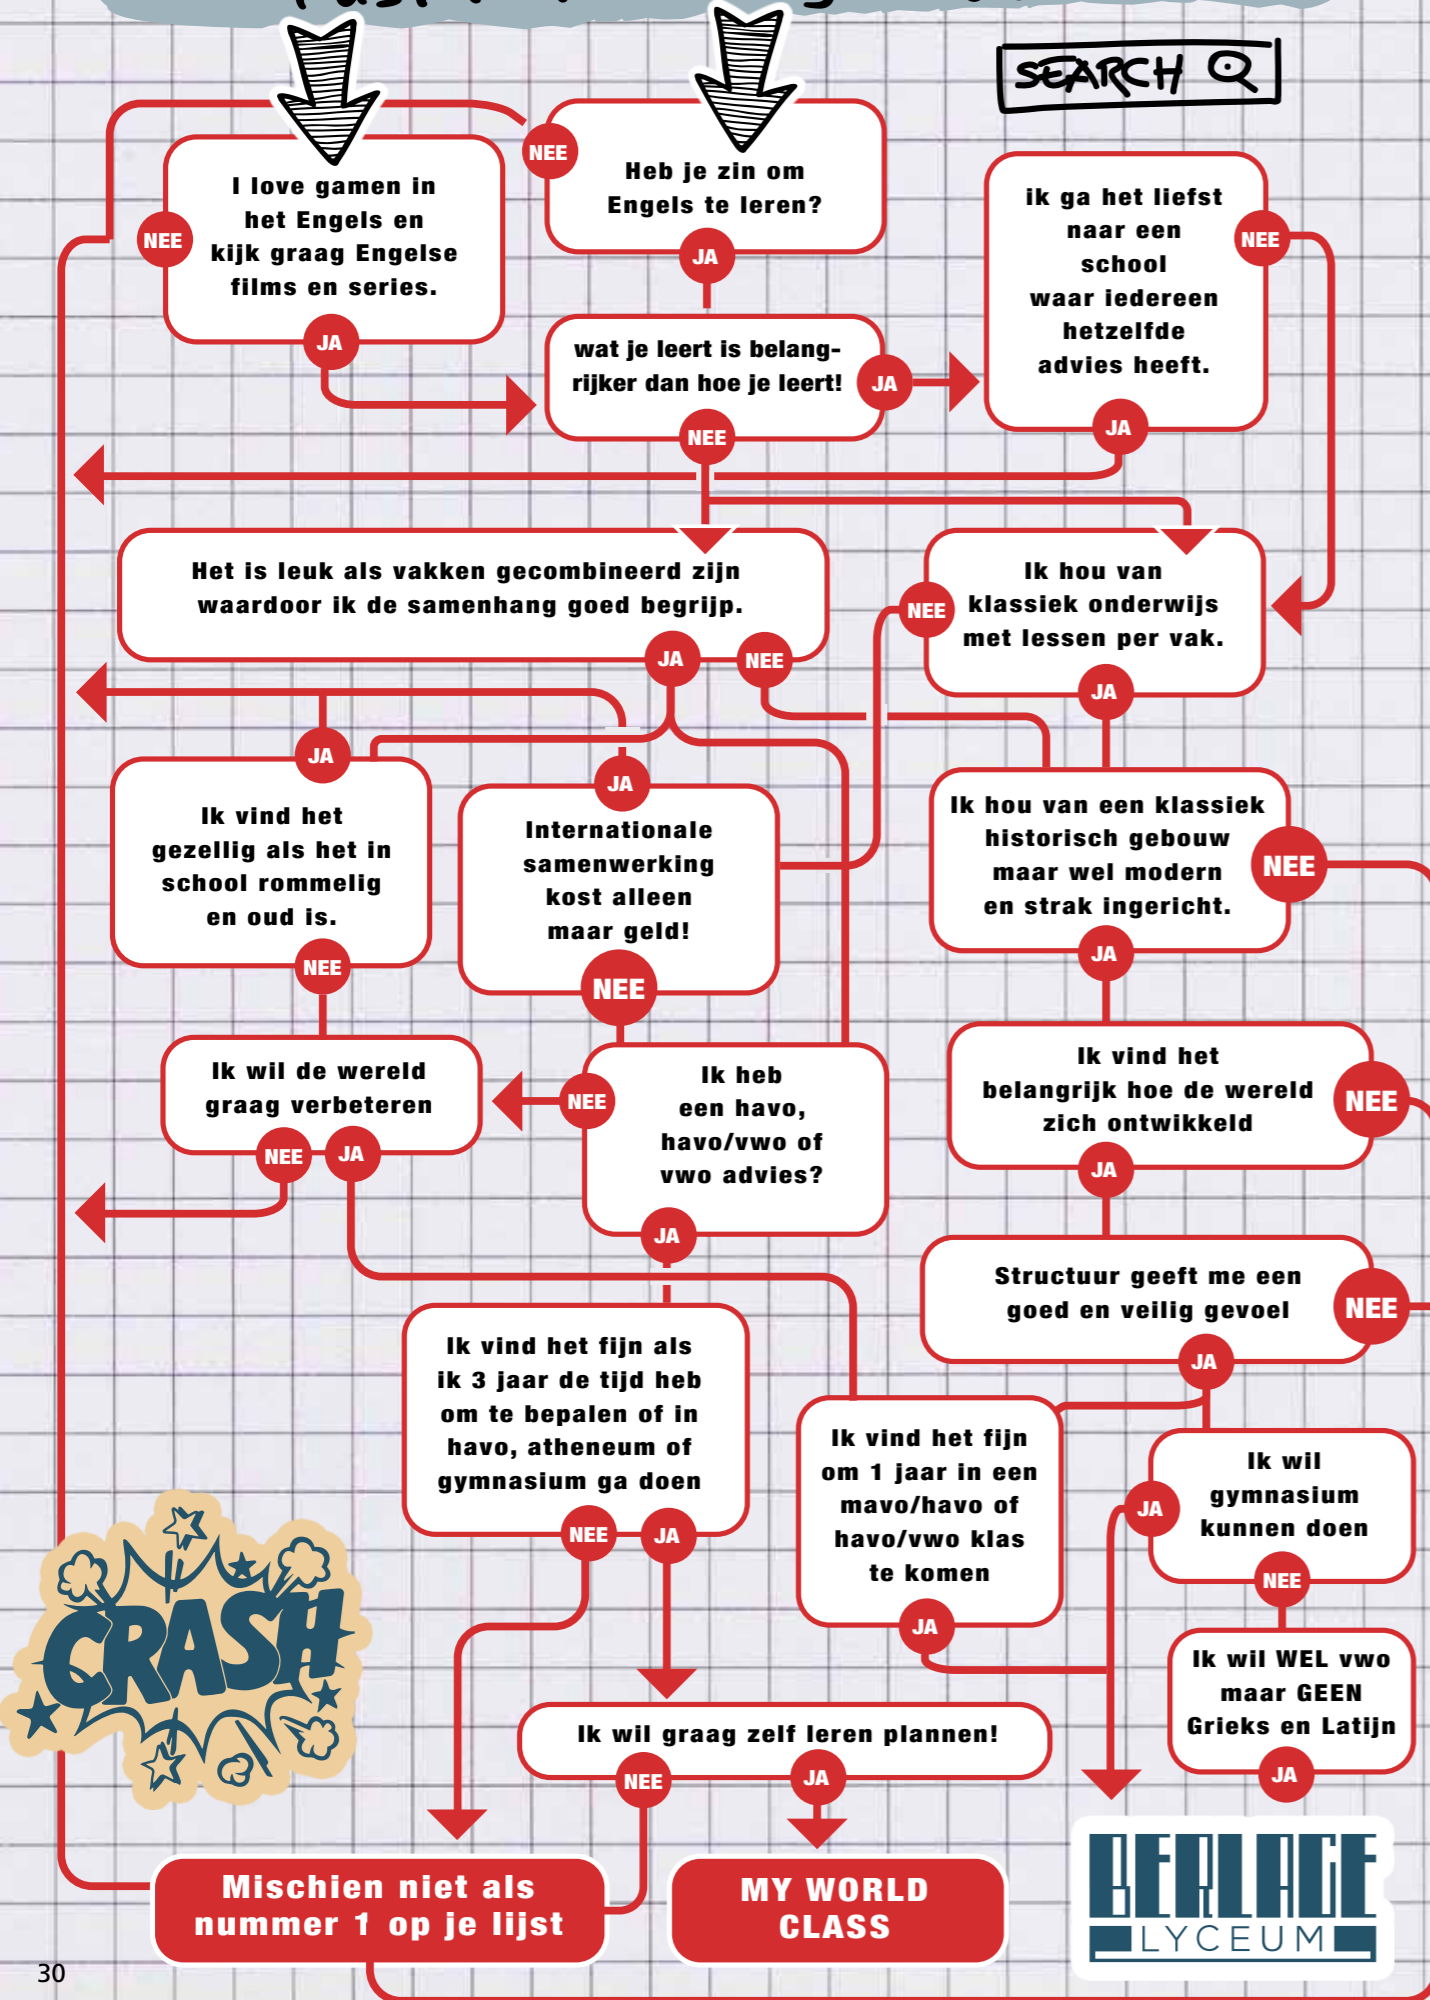 SEARCH
NEE
Heb je zin om
Engels te leren?
JA
I love gamen in
het Engels en
kijk graag Engelse
films en series.
NEE
JA
ik ga het liefst
naar een
school
waar iedereen
hetzelfde
advies heeft.
NEE
JA
wat je leert is belang-
rijker dan hoe je leert!
JA
NEE
Het is leuk als vakken gecombineerd zijn
waardoor ik de samenhang goed begrijp.
JA
NEE
Ik hou van
klassiek onderwijs
met lessen per vak.
NEE
JA
JA
Ik vind het
gezellig als het in
school rommelig
en oud is.
NEE
JA
Internationale
samenwerking
kost alleen
maar geld!
NEE
Ik hou van een klassiek
historisch gebouw
maar wel modern
en strak ingericht.
NEE
JA
Ik wil de wereld
graag verbeteren
NEE
JA
Ik heb
een havo,
havo/vwo of
vwo advies?
NEE
JA
Ik vind het
belangrijk hoe de wereld
zich ontwikkeld
NEE
JA
Structuur geeft me een
goed en veilig gevoel
NEE
JA
Ik vind het fijn als
ik 3 jaar de tijd heb
om te bepalen of in
havo, atheneum of
gymnasium ga doen
NEE
JA
Ik vind het fijn
om 1 jaar in een
mavo/havo of
havo/vwo klas
te komen
JA
Ik wil
gymnasium
kunnen doen
JA
NEE
Ik wil WEL vwo
maar GEEN
Grieks en Latijn
JA
CRASH
Ik wil graag zelf leren plannen!
NEE
JA
Mischien niet als
nummer 1 op je lijst
MY WORLD
CLASS
BERLAGE
LYCEUM
30